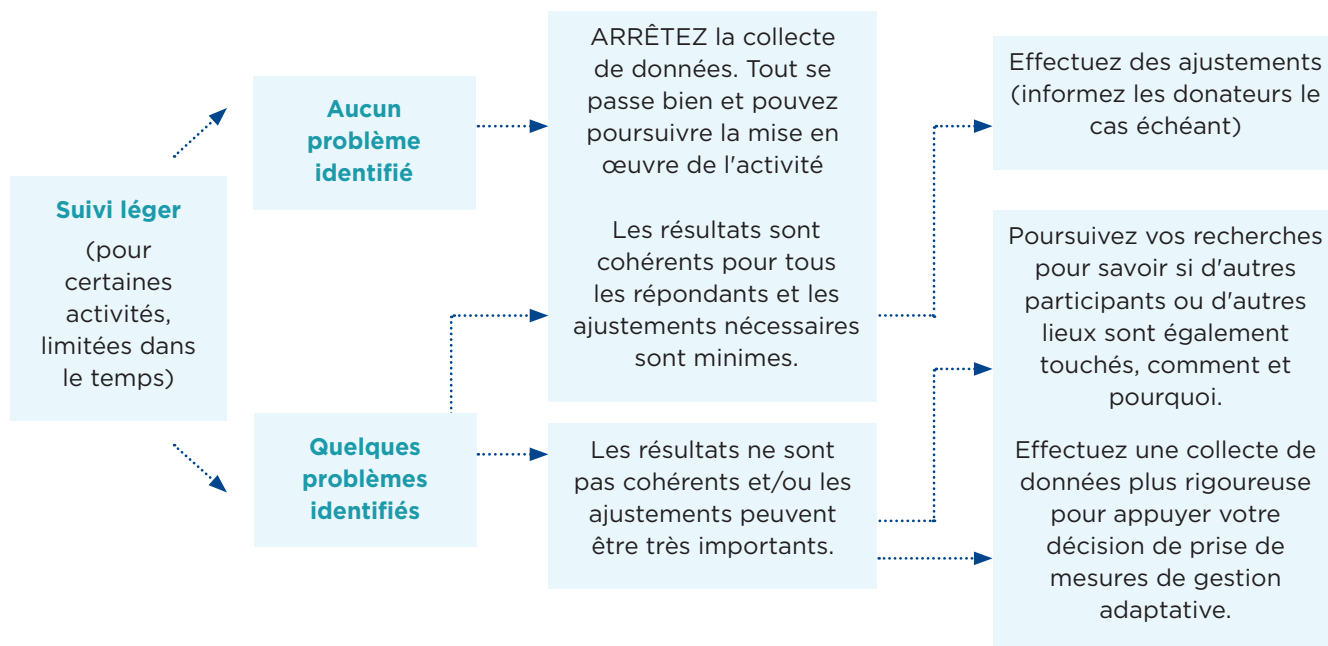 Suivi léger
(pour
certaines
activités,
limitées dans
le temps)
Aucun
problème
identifié
Quelques
problèmes
identifiés
ARRÊTEZ la collecte
de données. Tout se
passe bien et pouvez
poursuivre la mise en
œuvre de l'activité
Les résultats sont
cohérents pour tous
les répondants et les
ajustements nécessaires
sont minimes.
Les résultats ne sont
pas cohérents et/ou les
ajustements peuvent
être très importants.
Effectuez des ajustements
(informez les donateurs le
cas échéant)
Poursuivez vos recherches
pour savoir si d'autres
participants ou d'autres
lieux sont également
touchés, comment et
pourquoi.
Effectuez une collecte de
données plus rigoureuse
pour appuyer votre
décision de prise de
mesures de gestion
adaptative.